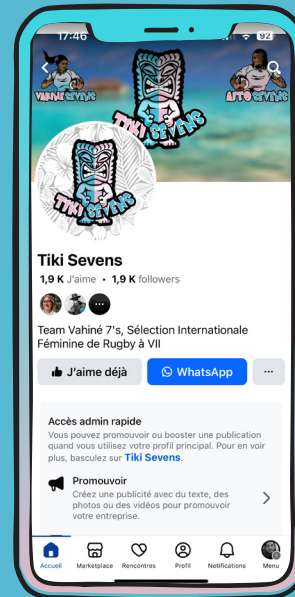 17:46
92
VAHINE SEVENS
AITO SEVENS
TIKI SEVENS
TIKI SEVENS
Tiki Sevens
1,9 K J'aime • 1,9 K followers
Team Vahiné 7's, Sélection Internationale
Féminine de Rugby à VII
J'aime déjà
WhatsApp
Accès admin rapide
Vous pouvez promouvoir ou booster une publication
quand vous utilisez votre profil principal. Pour en voir
plus, basculez sur Tiki Sevens.
Promouvoir
Créez une publicité avec du texte, des
photos ou des vidéos pour promouvoir
votre entreprise.
Accueil
Marketplace
Rencontres
Profil
Notifications
Menu